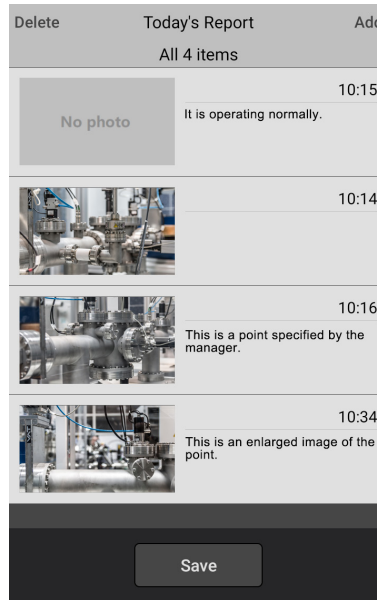 Delete Today's Report Add
All 4 items
10:15
No photo
It is operating normally.
10:14
10:16
This is a point specified by the
manager.
10:34
This is an enlarged image of the
point.
Save